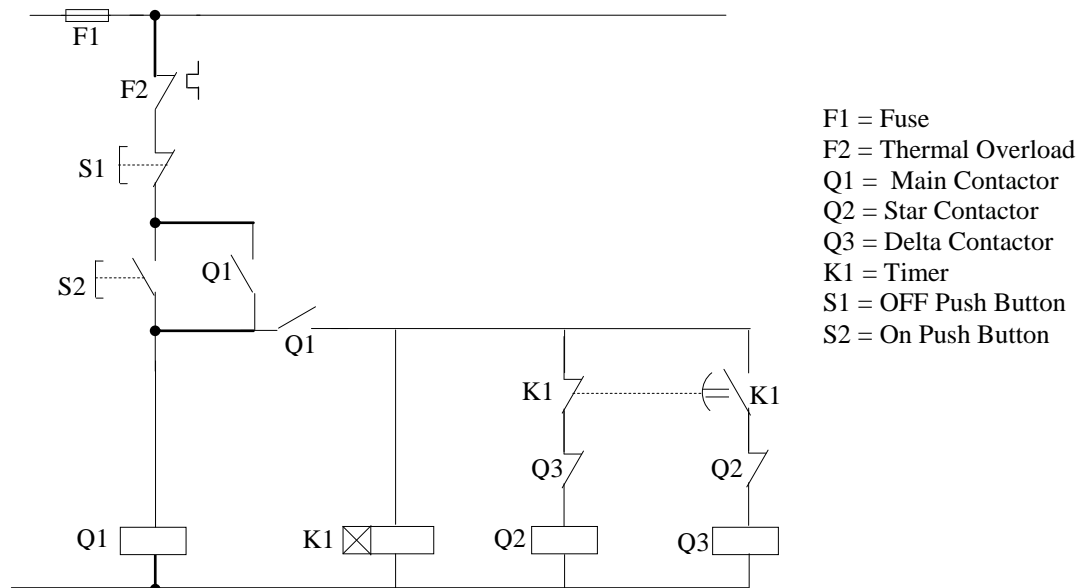 F1
F2
S1
S2
Q1
Q1
K1
K1
Q3
Q2
Q1
K1
Q2
Q3
F1 = Fuse
F2 = Thermal Overload
Q1 =  Main Contactor
Q2 = Star Contactor
Q3 = Delta Contactor
K1 = Timer
S1 = OFF Push Button
S2 = On Push Button